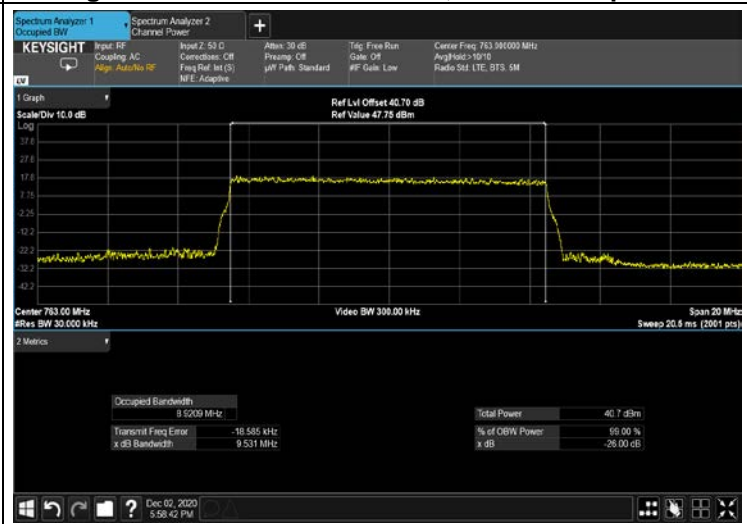 Spectrum Analyzer 1
Occupied BW
Spectrum Analyzer 2
Channel Power
+
KEYSIGHT
Input: RF
Coupling: AC
Align: Auto/No RF
Input Z: 50 Ω
Corrections: Off
Freq Ref: Int (S)
NFE: Adaptive
Atten: 30 dB
Preamp: Off
µW Path: Standard
Trig: Free Run
Gate: Off
#IF Gain: Low
Center Freq: 763.000000 MHz
Avg|Hold:>10/10
Radio Std: LTE, BTS, 5M
1 Graph
Scale/Div 10.0 dB
Ref Lvl Offset 40.70 dB
Ref Value 47.75 dBm
Log
37.8
27.8
17.8
7.75
-2.25
-12.2
-22.2
-32.2
-42.2
Center 763.00 MHz
#Res BW 30.000 kHz
Video BW 300.00 kHz
Span 20 MHz
Sweep 20.5 ms (2001 pts)
2 Metrics
Occupied Bandwidth
8.9209 MHz
Transmit Freq Error -18.585 kHz
x dB Bandwidth 9.531 MHz
Total Power 40.7 dBm
% of OBW Power 99.00 %
x dB -26.00 dB
?
Dec 02, 2020
5:58:42 PM